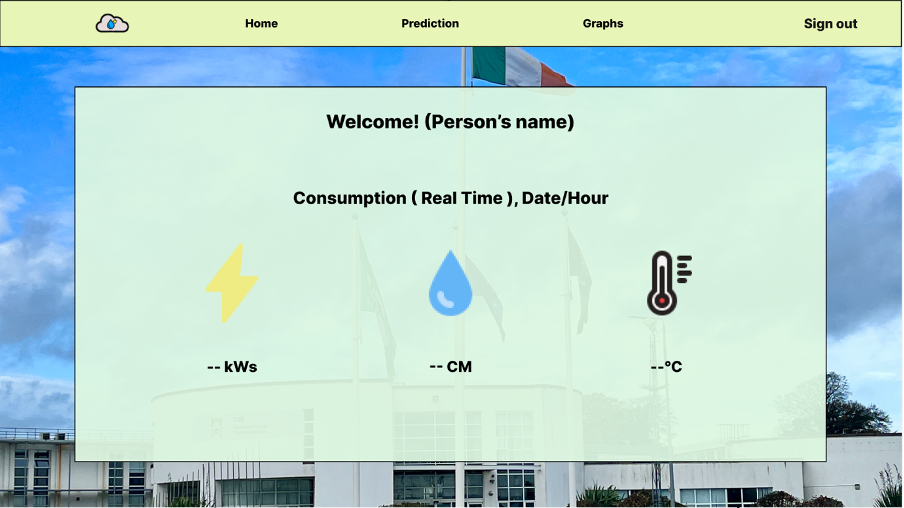 Home Prediction Graphs Sign out
Welcome! (Person’s name)
Consumption ( Real Time ), Date/Hour
-- kWs -- CM --°C